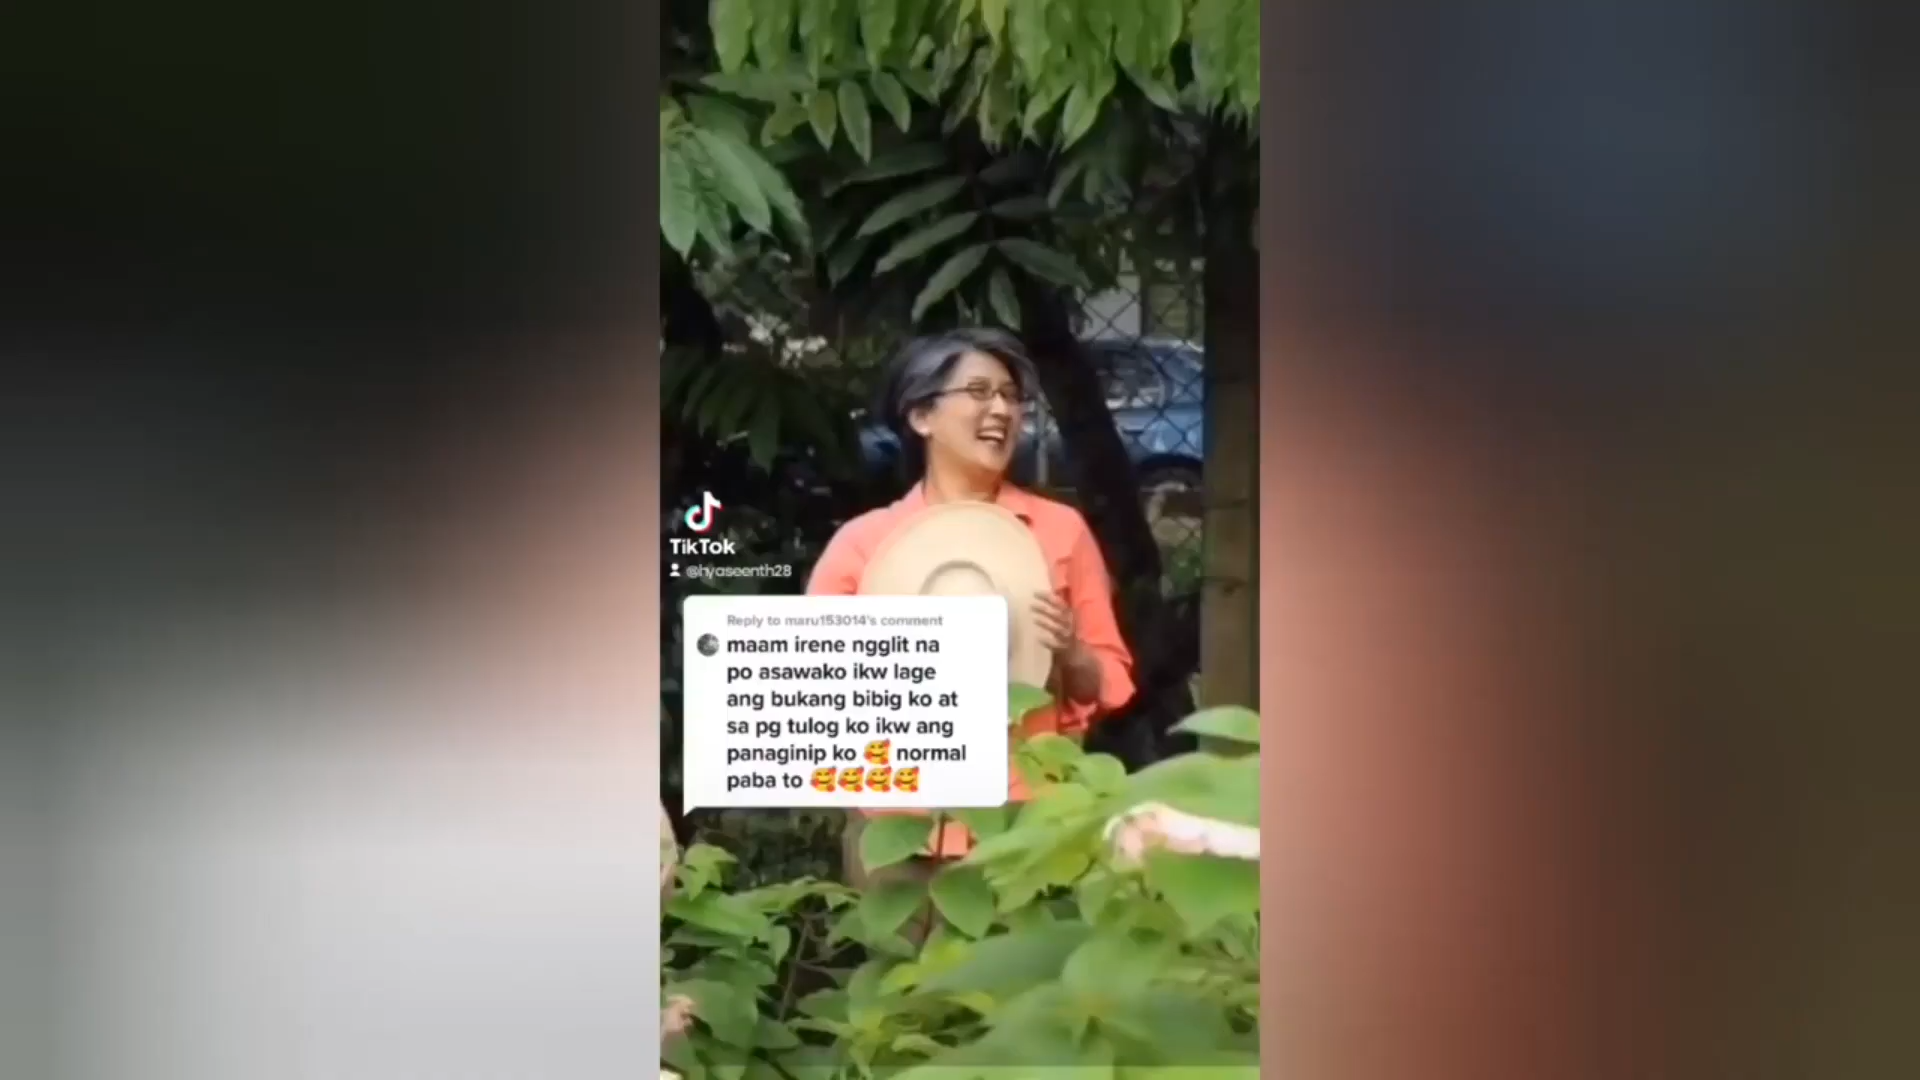 TikTok
@hyaseenth28
Reply to maru153014's comment
maam irene ngglit na
po asawako ikw lage
ang bukang bibig ko at
sa pg tulog ko ikw ang
panaginip ko 🥰 normal
paba to 🥰🥰🥰🥰